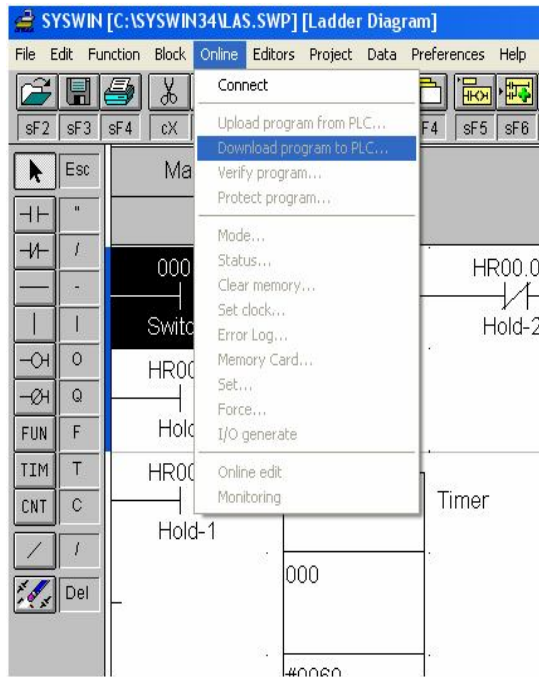 SYSWIN [C:\SYSWIN34\LAS.SWP] [Ladder Diagram]
File Edit Function Block Online Editors Project Data Preferences Help
sF2 sF3 sF4 cX F4 sF5 sF6
Connect
Upload program from PLC...
Download program to PLC...
Verify program...
Protect program...
Mode...
Status...
Clear memory...
Set clock...
Error Log...
Memory Card...
Set...
Force...
I/O generate
Online edit
Monitoring
Esc
"
/
-
|
O
Q
FUN F
TIM T
CNT C
/
Del
Ma
000
Switc
HR00
Hold
HR00
Hold-1
HR00.0
Hold-2
Timer
000
#0060